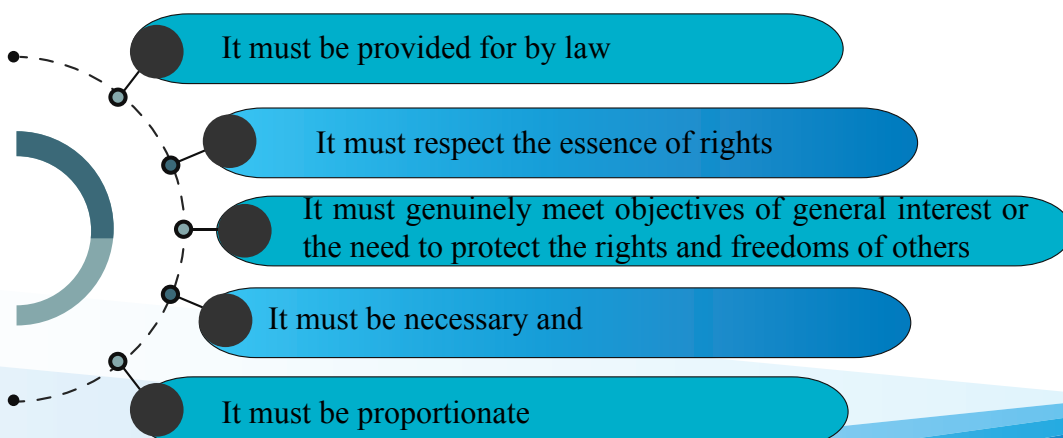 It must be provided for by law
It must respect the essence of rights
It must genuinely meet objectives of general interest or
the need to protect the rights and freedoms of others
It must be necessary and
It must be proportionate